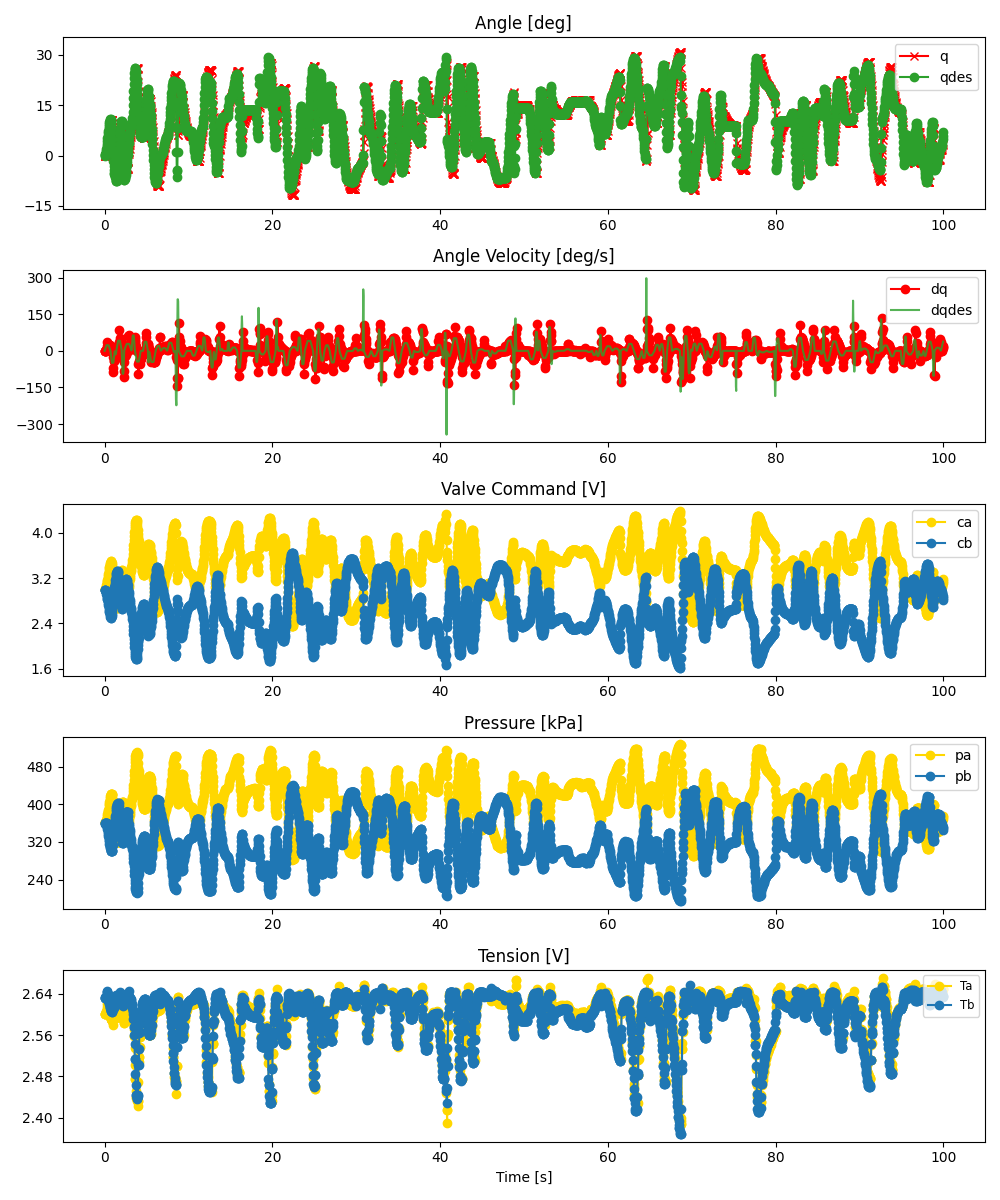 Angle [deg]
30
15
0
−15
q
qdes
0 20 40 60 80 100
Angle Velocity [deg/s]
300
150
0
−150
−300
dq
dqdes
0 20 40 60 80 100
Valve Command [V]
4.0
3.2
2.4
1.6
ca
cb
0 20 40 60 80 100
Pressure [kPa]
480
400
320
240
pa
pb
0 20 40 60 80 100
Tension [V]
2.64
2.56
2.48
2.40
Ta
Tb
0 20 40 60 80 100
Time [s]